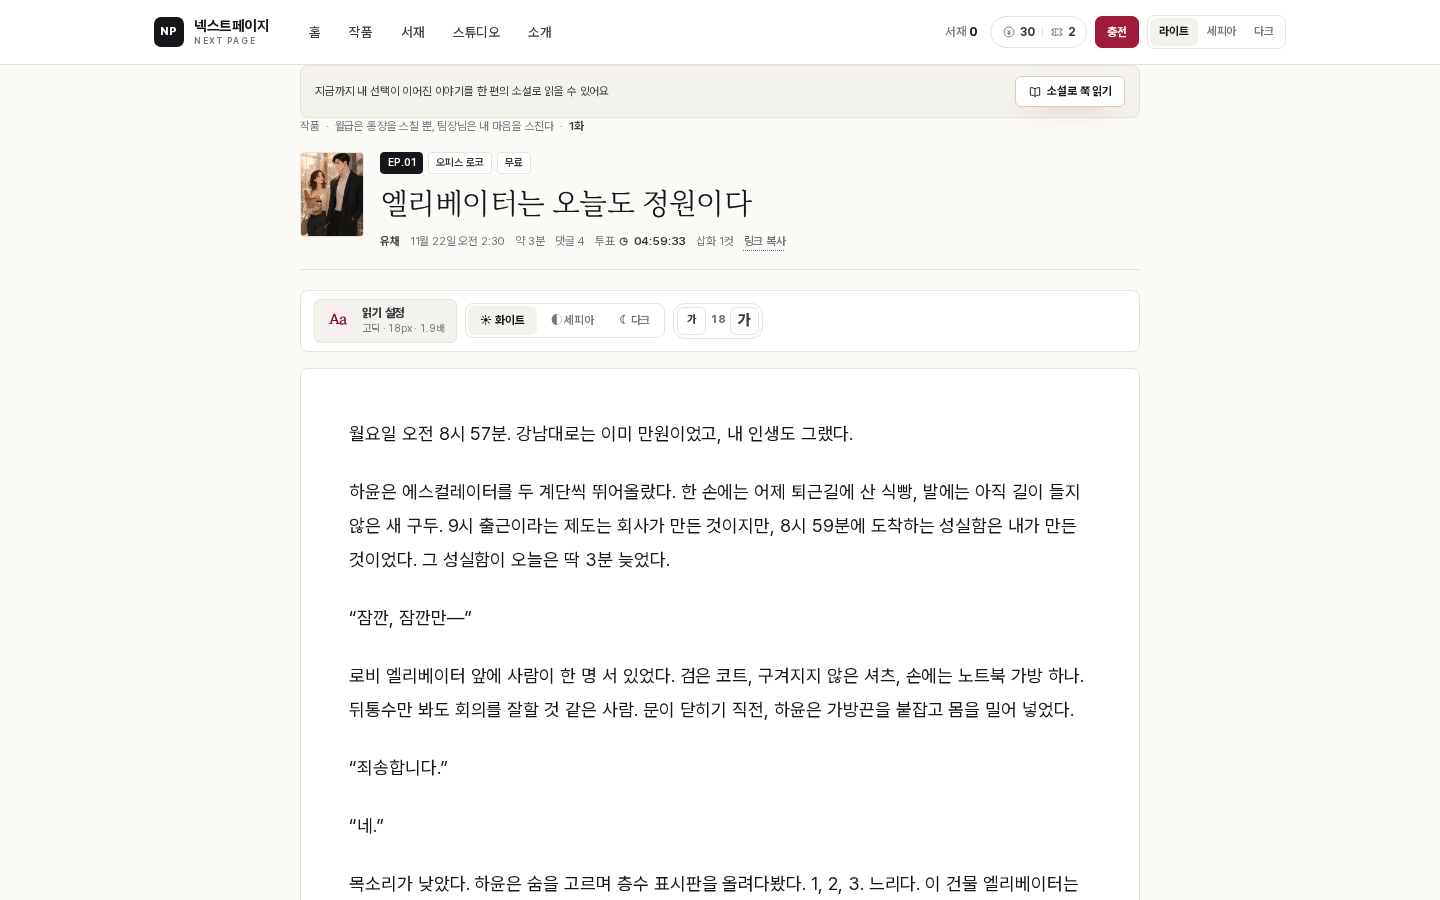 NP
넥스트페이지
NEXT PAGE
홈
작품
서재
스튜디오
소개
서재 0
30
2
충전
라이트
세피아
다크
지금까지 내 선택이 이어진 이야기를 한 편의 소설로 읽을 수 있어요
소설로 쭉 읽기
작품 · 월급은 통장을 스칠 뿐, 팀장님은 내 마음을 스친다 · 1화
EP.01
오피스 로코
무료
엘리베이터는 오늘도 정원이다
유채 11월 22일 오전 2:30 약 3분 댓글 4 투표 04:59:33 삽화 1컷 링크 복사
Aa
읽기 설정
고딕 · 18px · 1.9배
☀ 화이트
◐ 세피아
☾ 다크
가 18 가
월요일 오전 8시 57분. 강남대로는 이미 만원이었고, 내 인생도 그랬다.
하윤은 에스컬레이터를 두 계단씩 뛰어올랐다. 한 손에는 어제 퇴근길에 산 식빵, 발에는 아직 길이 들지
않은 새 구두. 9시 출근이라는 제도는 회사가 만든 것이지만, 8시 59분에 도착하는 성실함은 내가 만든
것이었다. 그 성실함이 오늘은 딱 3분 늦었다.
“잠깐, 잠깐만—”
로비 엘리베이터 앞에 사람이 한 명 서 있었다. 검은 코트, 구겨지지 않은 셔츠, 손에는 노트북 가방 하나.
뒤통수만 봐도 회의를 잘할 것 같은 사람. 문이 닫히기 직전, 하윤은 가방끈을 붙잡고 몸을 밀어 넣었다.
“죄송합니다.”
“네.”
목소리가 낮았다. 하윤은 숨을 고르며 층수 표시판을 올려다봤다. 1, 2, 3. 느리다. 이 건물 엘리베이터는